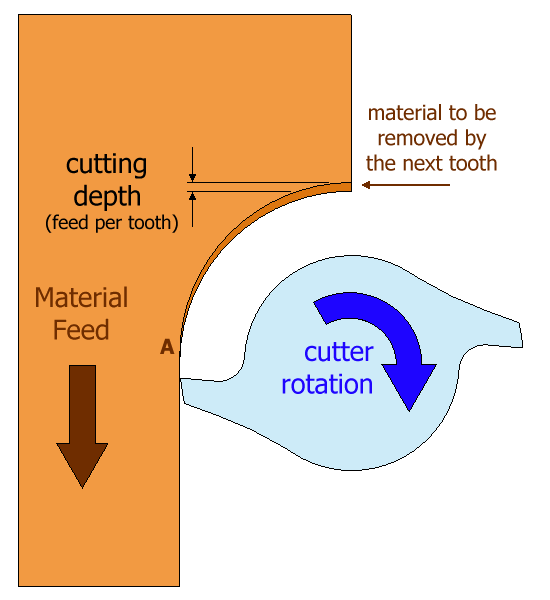 material to be
removed by
the next tooth
cutting
depth
(feed per tooth)
Material
Feed
A
cutter
rotation